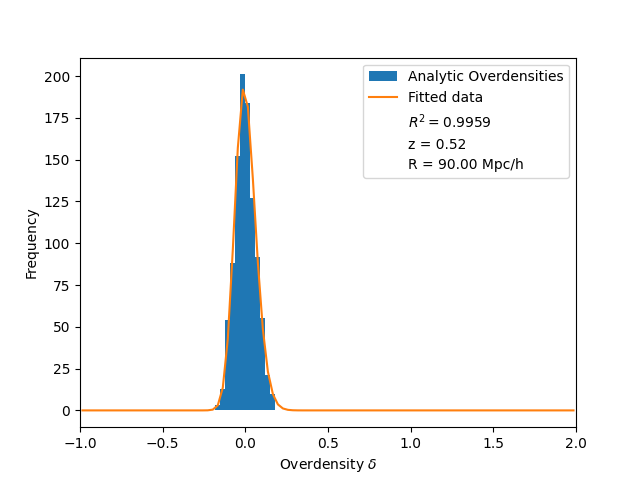 Analytic Overdensities
Fitted data
R² = 0.9959
z = 0.52
R = 90.00 Mpc/h
200
175
150
125
100
75
50
25
0
Frequency
−1.0 −0.5 0.0 0.5 1.0 1.5 2.0
Overdensity δ